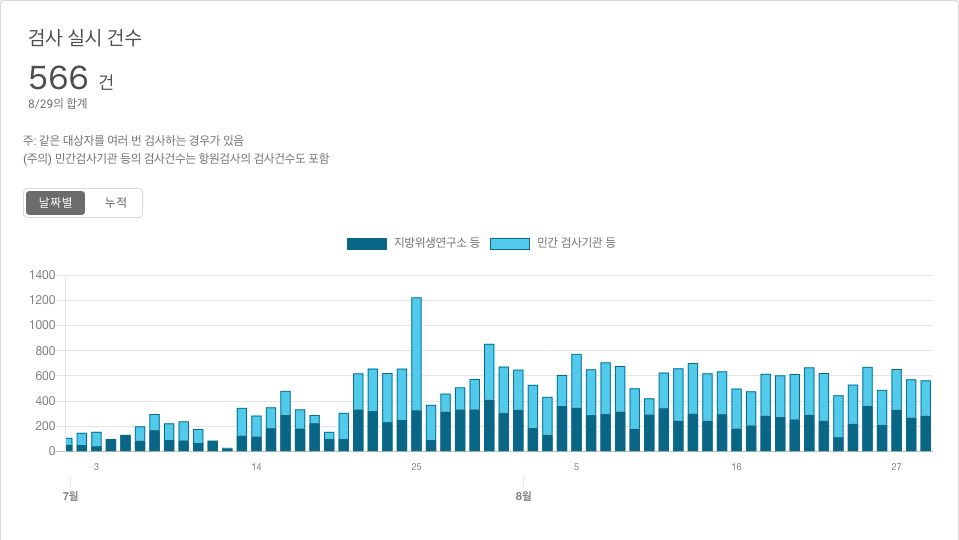 검사 실시 건수
566 건
8/29의 합계
주: 같은 대상자를 여러 번 검사하는 경우가 있음
(주의) 민간검사기관 등의 검사건수는 항원검사의 검사건수도 포함
날짜별 누적
지방위생연구소 등 민간 검사기관 등
1400
1200
1000
800
600
400
200
0
3 14 25 5 16 27
7월 8월